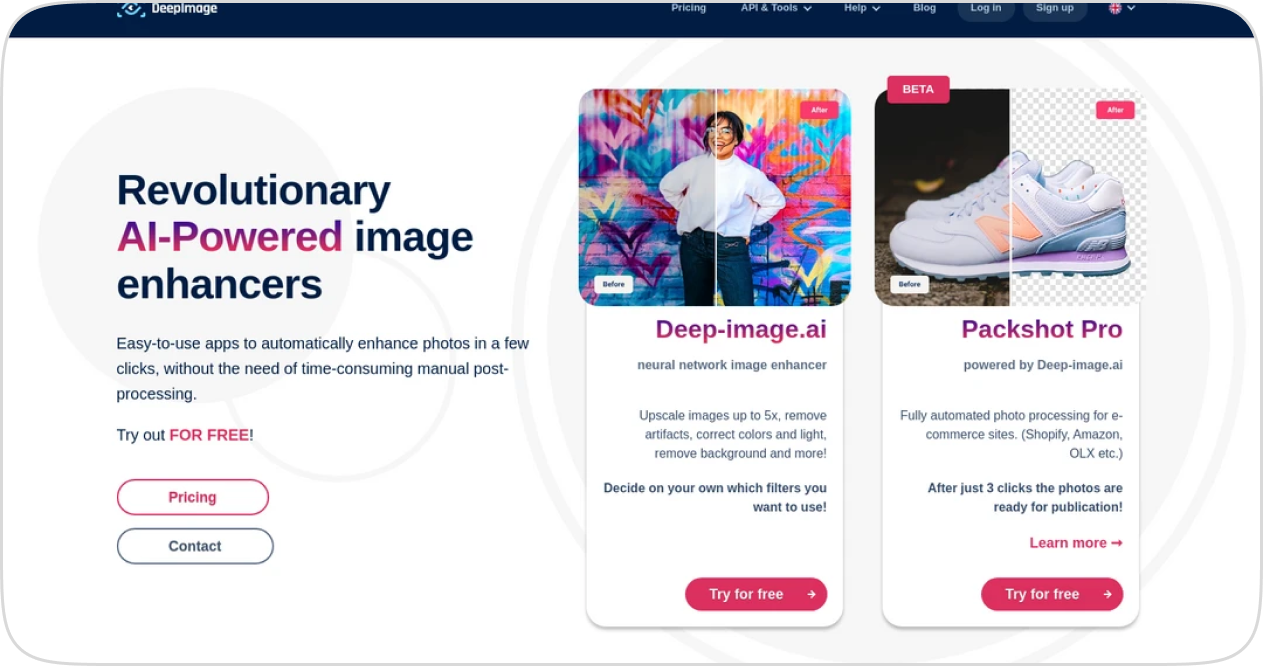 DeepImage
Pricing
API & Tools
Help
Blog
Log in
Sign up
Revolutionary
AI-Powered image
enhancers
Easy-to-use apps to automatically enhance photos in a few
clicks, without the need of time-consuming manual post-
processing.
Try out FOR FREE!
Pricing
Contact
After
Before
Deep-image.ai
neural network image enhancer
Upscale images up to 5x, remove
artifacts, correct colors and light,
remove background and more!
Decide on your own which filters you
want to use!
Try for free
BETA
After
Before
Packshot Pro
powered by Deep-image.ai
Fully automated photo processing for e-
commerce sites. (Shopify, Amazon,
OLX etc.)
After just 3 clicks the photos are
ready for publication!
Learn more →
Try for free